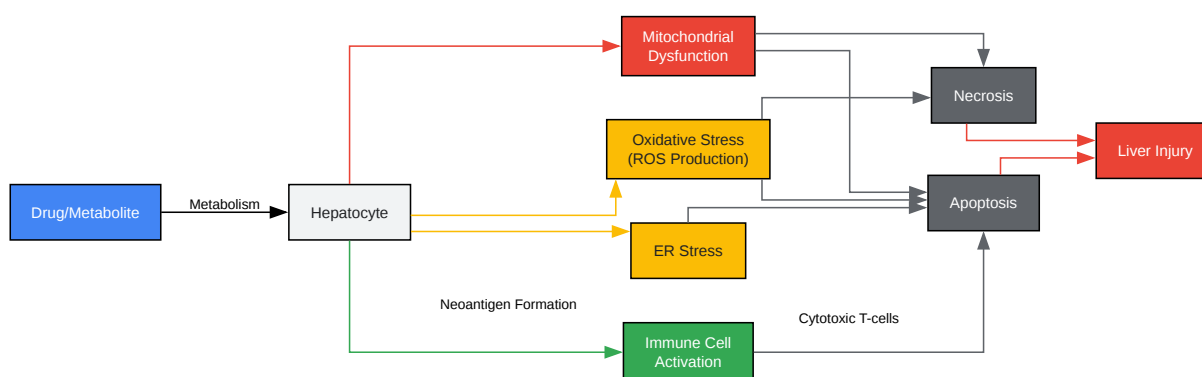 Mitochondrial
Dysfunction
Necrosis
Oxidative Stress
(ROS Production)
Liver Injury
Drug/Metabolite
Metabolism
Hepatocyte
Apoptosis
ER Stress
Neoantigen Formation
Cytotoxic T-cells
Immune Cell
Activation